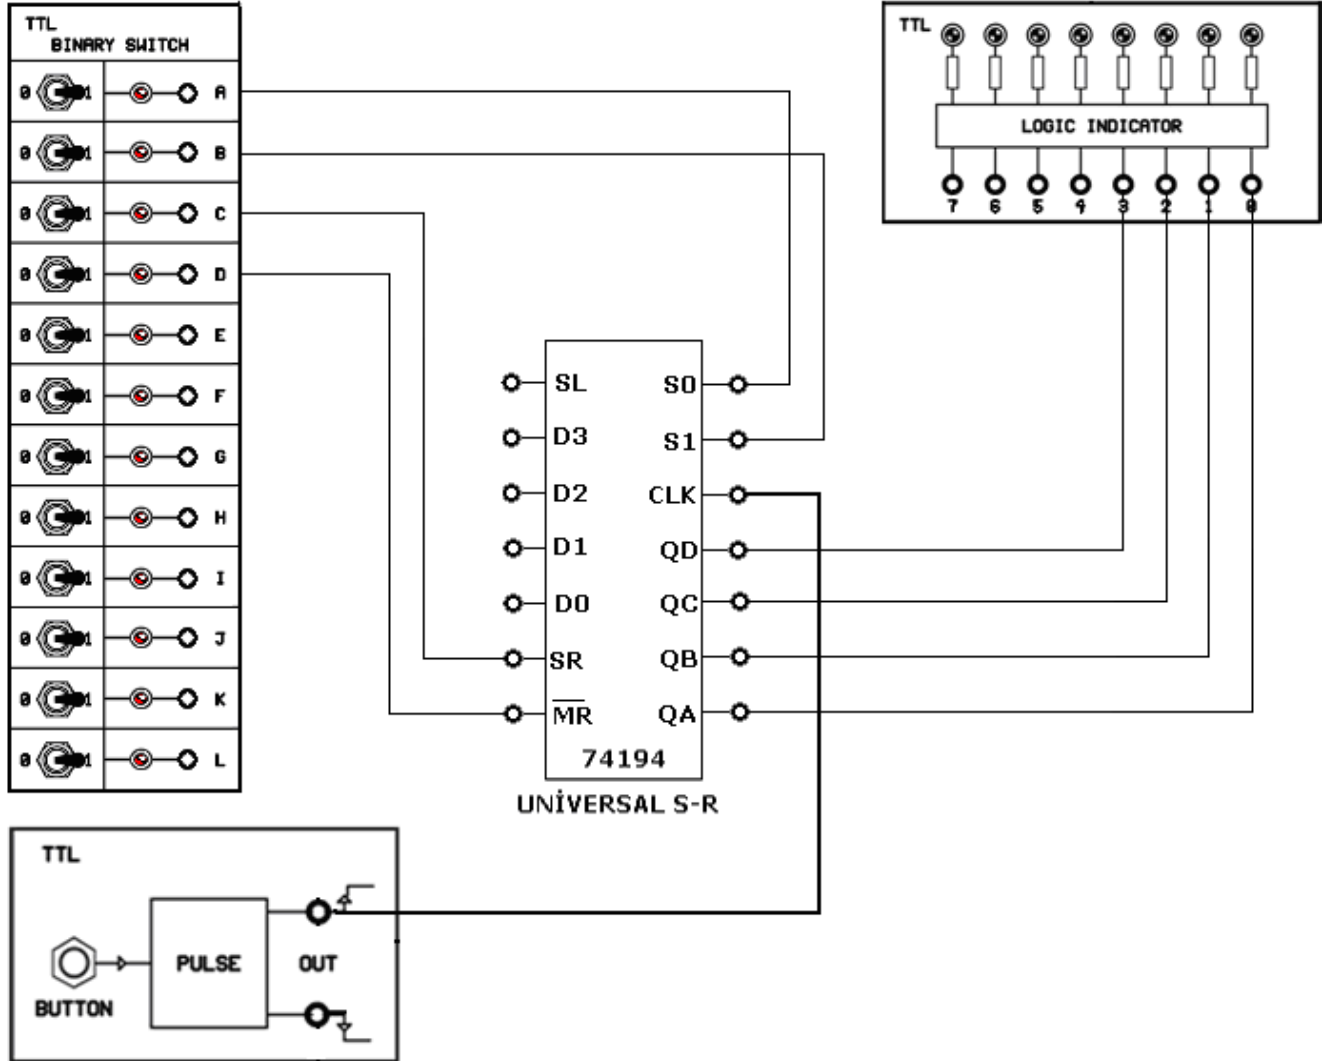 TTL
BINARY SWITCH
0 1 A
0 1 B
0 1 C
0 1 D
0 1 E
0 1 F
0 1 G
0 1 H
0 1 I
0 1 J
0 1 K
0 1 L
TTL
LOGIC INDICATOR
7 6 5 4 3 2 1 0
SL S0
D3 S1
D2 CLK
D1 QD
D0 QC
SR QB
MR QA
74194
UNİVERSAL S-R
TTL
PULSE OUT
BUTTON